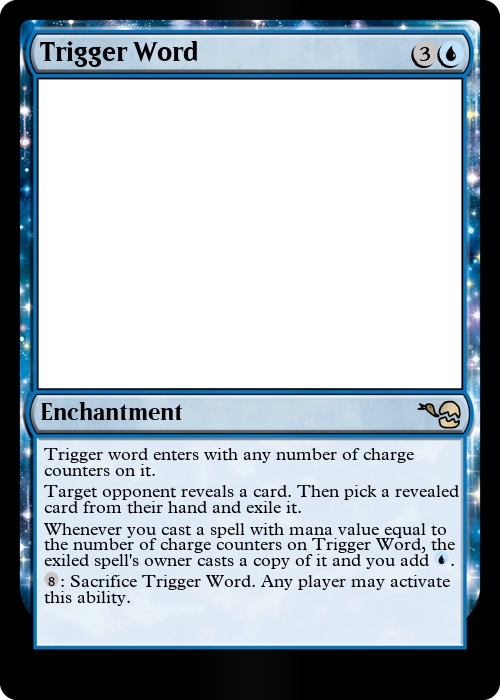 Trigger Word 3
Enchantment
Trigger word enters with any number of charge
counters on it.
Target opponent reveals a card. Then pick a revealed
card from their hand and exile it.
Whenever you cast a spell with mana value equal to
the number of charge counters on Trigger Word, the
exiled spell's owner casts a copy of it and you add .
8: Sacrifice Trigger Word. Any player may activate
this ability.